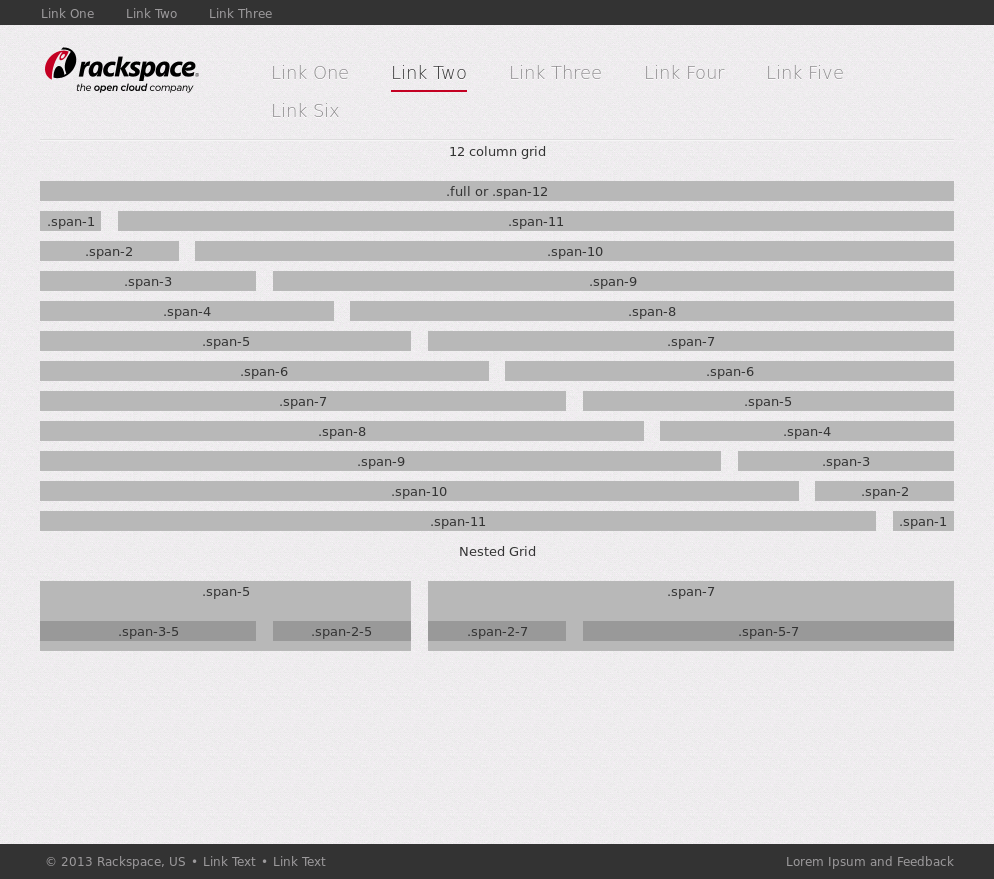 Link One Link Two Link Three
rackspace®
the open cloud company
Link One Link Two Link Three Link Four Link Five
Link Six
12 column grid
.full or .span-12
.span-1 .span-11
.span-2 .span-10
.span-3 .span-9
.span-4 .span-8
.span-5 .span-7
.span-6 .span-6
.span-7 .span-5
.span-8 .span-4
.span-9 .span-3
.span-10 .span-2
.span-11 .span-1
Nested Grid
.span-5 .span-7
.span-3-5 .span-2-5 .span-2-7 .span-5-7
© 2013 Rackspace, US • Link Text • Link Text Lorem Ipsum and Feedback